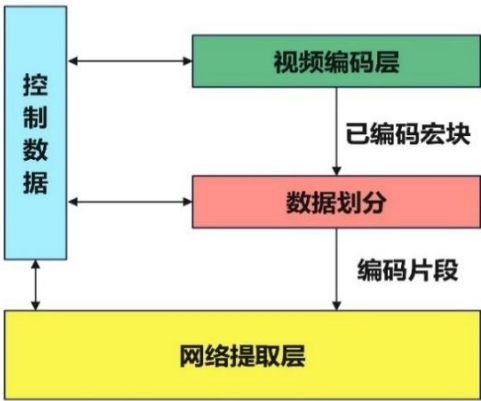 控制数据
视频编码层
已编码宏块
数据划分
编码片段
网络提取层